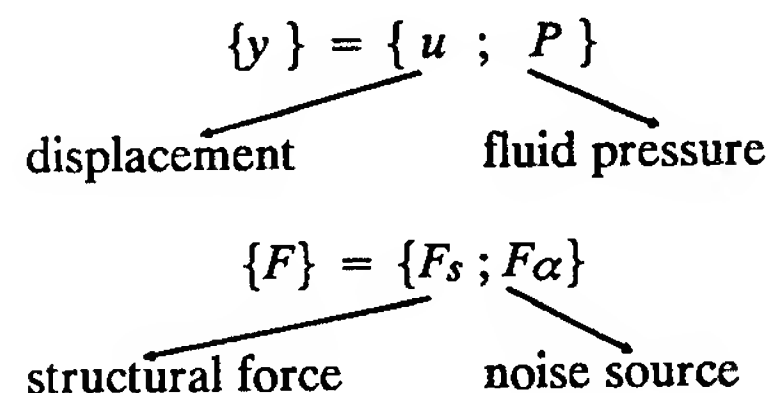 {y } = { u ; P }
displacement fluid pressure
{F} = {Fs ; Fα}
structural force noise source